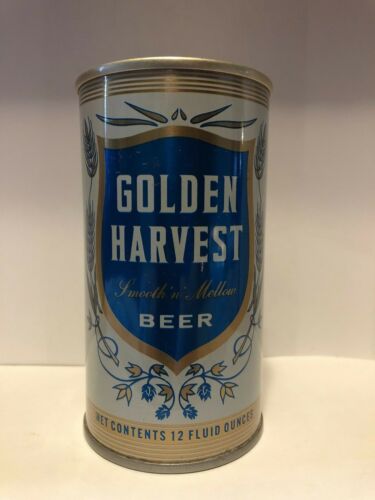 GOLDEN
HARVEST
Smooth 'n' Mellow
BEER
NET CONTENTS 12 FLUID OUNCES